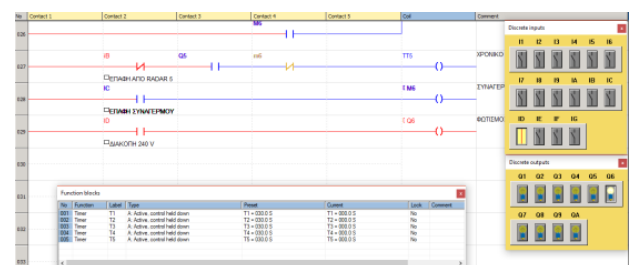 No Contact 1 Contact 2 Contact 3 Contact 4 Contact 5 Coil Comment
M6
026
IB Q5 m6 TT5 ΧΡΟΝΙΚΟ
027
ΕΠΑΦΗ ΑΠΟ RADAR 5
IC [ M6 ΣΥΝΑΓΕΡ
028
ΕΠΑΦΗ ΣΥΝΑΓΕΡΜΟΥ
ID [ Q6 ΦΩΤΙΣΜΟ
029
ΔΙΑΚΟΠΗ 240 V
030
031
032
033
Discrete inputs
I1 I2 I3 I4 I5 I6
I7 I8 I9 IA IB IC
ID IE IF IG
Discrete outputs
Q1 Q2 Q3 Q4 Q5 Q6
Q7 Q8 Q9 QA
Function blocks
No Function Label Type Preset Current Lock Comment
001 Timer T1 A: Active, control held down T1 = 030.0 S T1 = 000.0 S No
002 Timer T2 A: Active, control held down T2 = 030.0 S T2 = 000.0 S No
003 Timer T3 A: Active, control held down T3 = 030.0 S T3 = 000.0 S No
004 Timer T4 A: Active, control held down T4 = 030.0 S T4 = 000.0 S No
005 Timer T5 A: Active, control held down T5 = 030.0 S T5 = 000.0 S No